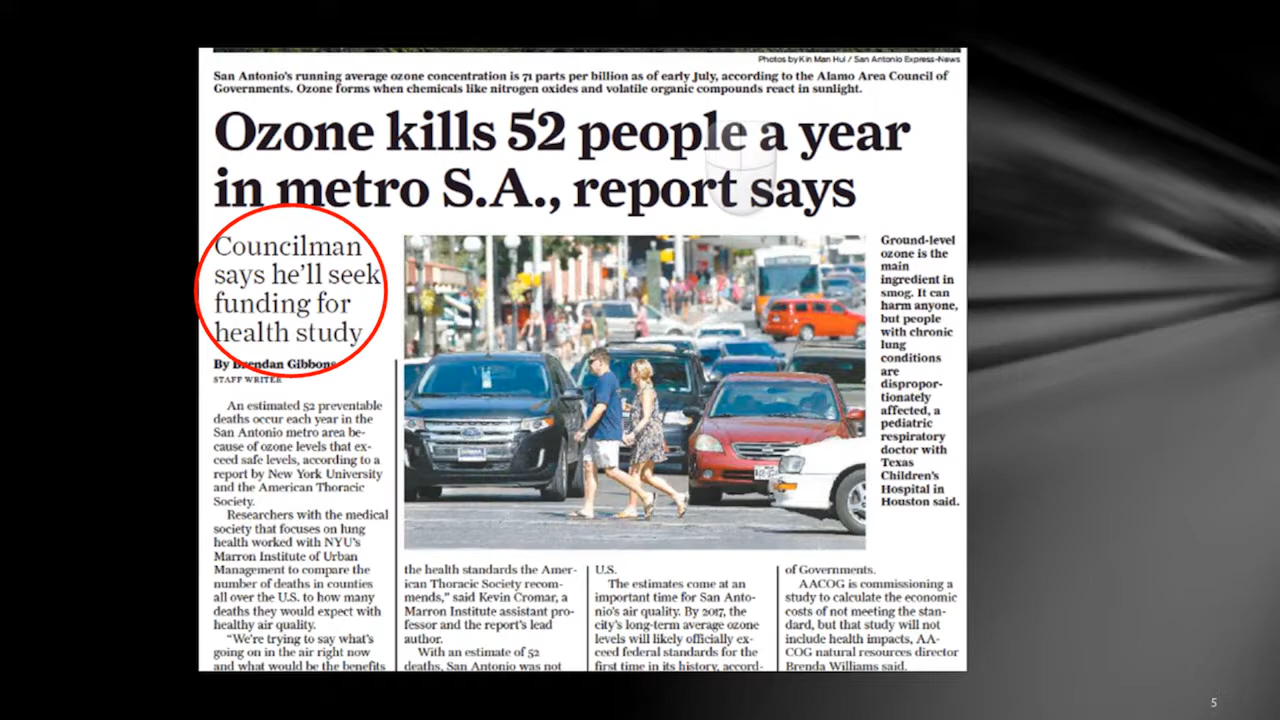 Photos by Kin Man Hui / San Antonio Express-News
San Antonio's running average ozone concentration is 71 parts per billion as of early July, according to the Alamo Area Council of
Governments. Ozone forms when chemicals like nitrogen oxides and volatile organic compounds react in sunlight.
Ozone kills 52 people a year
in metro S.A., report says
Councilman
says he'll seek
funding for
health study
By Brendan Gibbons
STAFF WRITER
An estimated 52 preventable
deaths occur each year in the
San Antonio metro area be-
cause of ozone levels that ex-
ceed safe levels, according to a
report by New York University
and the American Thoracic
Society.
Researchers with the medical
society that focuses on lung
health worked with NYU's
Marron Institute of Urban
Management to compare the
number of deaths in counties
all over the U.S. to how many
deaths they would expect with
healthy air quality.
"We're trying to say what's
going on in the air right now
and what would be the benefits
Ground-level
ozone is the
main
ingredient in
smog. It can
harm anyone,
but people
with chronic
lung
conditions
are
dispropor-
tionately
affected, a
pediatric
respiratory
doctor with
Texas
Children's
Hospital in
Houston said.
the health standards the Amer-
ican Thoracic Society recom-
mends," said Kevin Cromar, a
Marron Institute assistant pro-
fessor and the report's lead
author.
With an estimate of 52
deaths, San Antonio was not
U.S.
The estimates come at an
important time for San Anto-
nio's air quality. By 2017, the
city's long-term average ozone
levels will likely officially ex-
ceed federal standards for the
first time in its history, accord-
of Governments.
AACOG is commissioning a
study to calculate the economic
costs of not meeting the stan-
dard, but that study will not
include health impacts, AA-
COG natural resources director
Brenda Williams said.
5